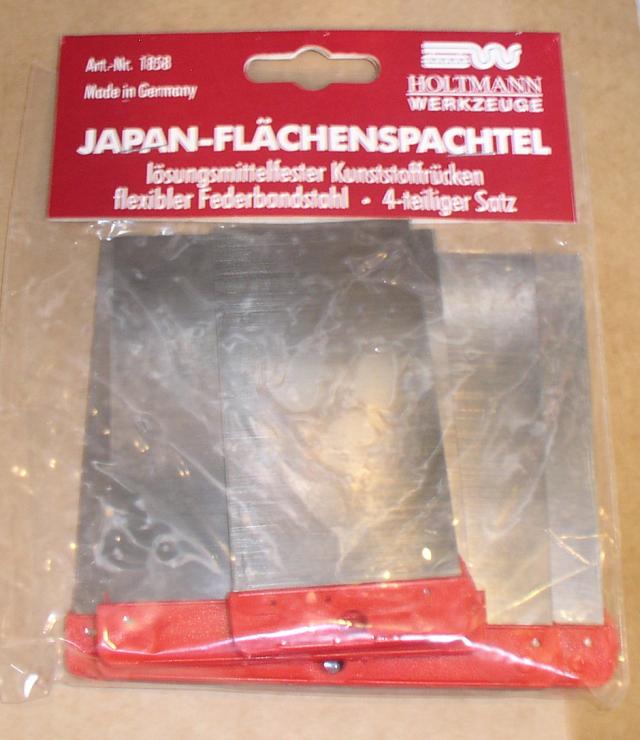 Art.-Nr. 1858
Made in Germany
HOLTMANN
WERKZEUGE
JAPAN-FLÄCHENSPACHTEL
lösungsmittelfester Kunststoffrücken
flexibler Federbandstahl - 4-teiliger Satz